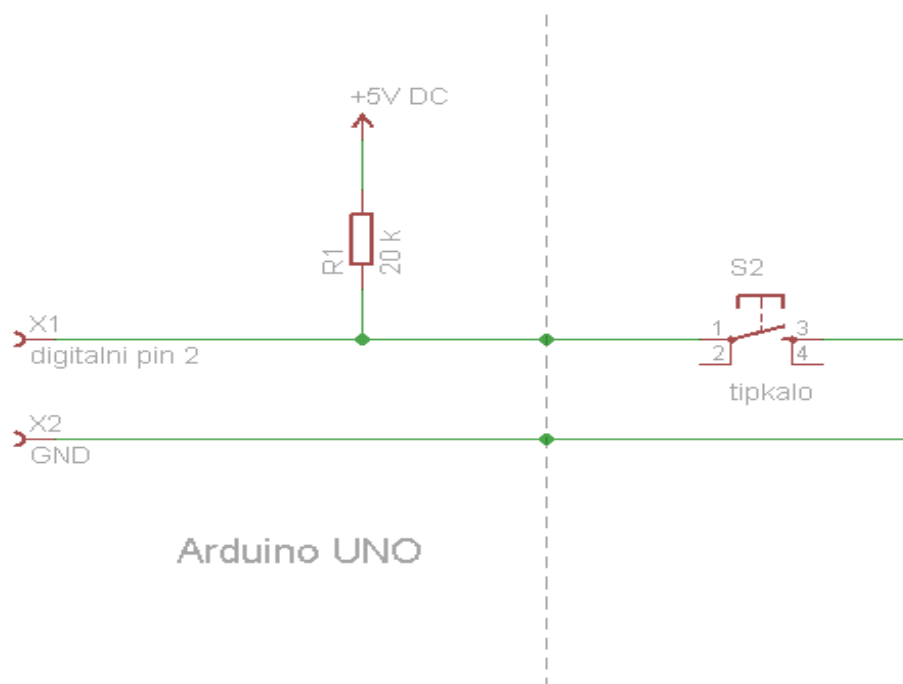 +5V DC
R1
20 k
S2
X1
digitalni pin 2
1
3
2
4
tipkalo
X2
GND
Arduino UNO